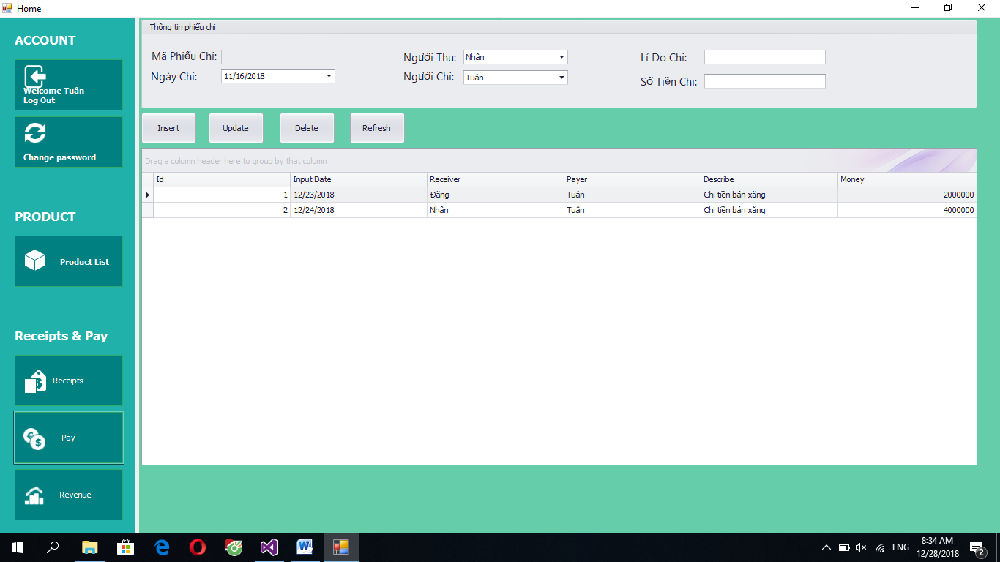 Home
ACCOUNT
Welcome Tuân
Log Out
Change password
PRODUCT
Product List
Receipts & Pay
Receipts
Pay
Revenue
Thông tin phiếu chi
Mã Phiếu Chi:
Ngày Chi: 11/16/2018
Người Thu: Nhân
Người Chi: Tuân
Lí Do Chi:
Số Tiền Chi:
Insert Update Delete Refresh
Drag a column header here to group by that column
Id Input Date Receiver Payer Describe Money
1 12/23/2018 Đăng Tuân Chi tiền bán xăng 2000000
2 12/24/2018 Nhân Tuân Chi tiền bán xăng 4000000
ENG
8:34 AM
12/28/2018
2